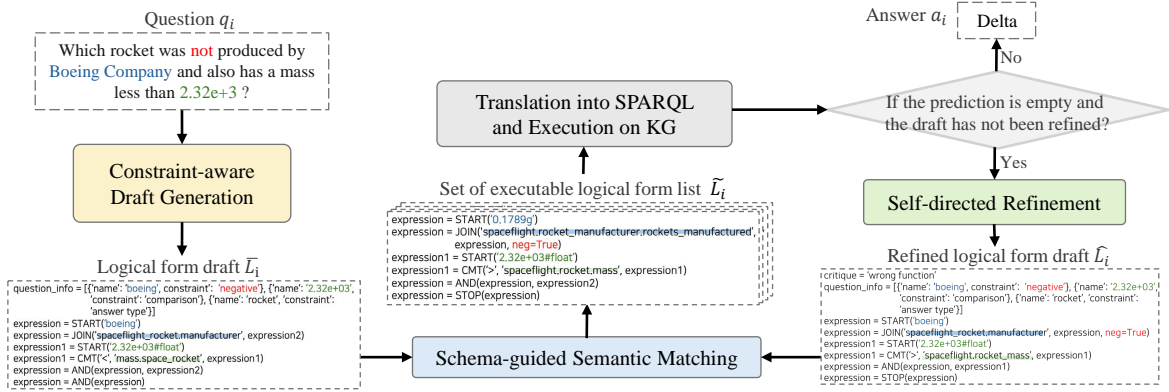 Question q_i
Which rocket was not produced by
Boeing Company and also has a mass
less than 2.32e+3 ?
Constraint-aware
Draft Generation
Logical form draft L̄_i
question_info = [{'name': 'boeing', constraint': 'negative'}, {'name': '2.32e+03',
'constraint': 'comparison'}, {'name': 'rocket', 'constraint':
'answer type'}]
expression = START('boeing')
expression = JOIN('spaceflight_rocket.manufacturer', expression2)
expression1 = START('2.32e+03#float')
expression1 = CMT('<', 'mass.space_rocket', expression1)
expression = AND(expression, expression2)
expression = AND(expression)
Schema-guided Semantic Matching
Set of executable logical form list L̃_i
expression = START('0.1789g')
expression = JOIN('spaceflight.rocket_manufacturer.rockets_manufactured',
expression, neg=True)
expression1 = START('2.32e+03#float')
expression1 = CMT('>', 'spaceflight.rocket.mass', expression1)
expression = AND(expression, expression2)
expression = STOP(expression)
Translation into SPARQL
and Execution on KG
If the prediction is empty and
the draft has not been refined?
No
Answer a_i
Delta
Yes
Self-directed Refinement
Refined logical form draft L̂_i
critique = 'wrong function'
question_info = [{'name': 'boeing', constraint': 'negative'}, {'name': '2.32e+03',
'constraint': 'comparison'}, {'name': 'rocket', 'constraint':
'answer type'}]
expression = START('boeing')
expression = JOIN('spaceflight_rocket.manufacturer', expression, neg=True)
expression1 = START('2.32e+03#float')
expression1 = CMT('>', 'spaceflight.rocket_mass', expression1)
expression = AND(expression, expression1)
expression = STOP(expression)